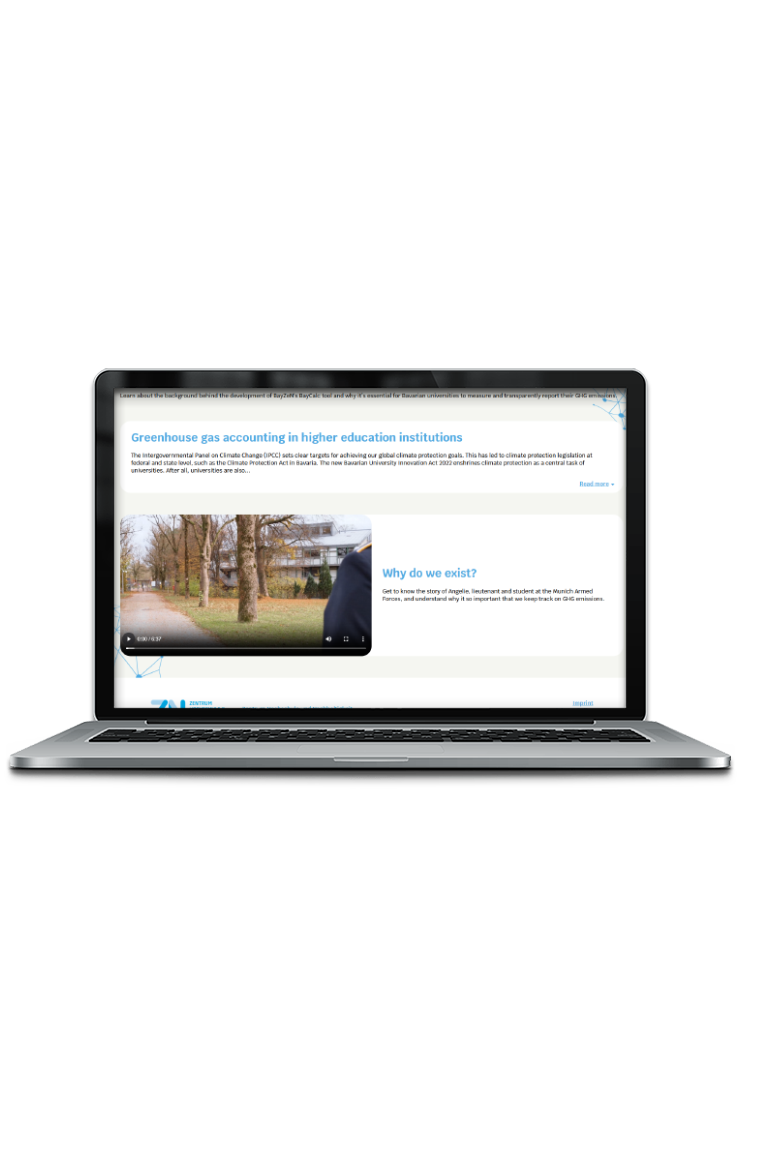 Learn about the background behind the development of BayZeN's BayCalc tool and why it's essential for Bavarian universities to measure and transparently report their GHG emissions.
Greenhouse gas accounting in higher education institutions
The Intergovernmental Panel on Climate Change (IPCC) sets clear targets for achieving our global climate protection goals. This has led to climate protection legislation at
federal and state level, such as the Climate Protection Act in Bavaria. The new Bavarian University Innovation Act 2022 enshrines climate protection as a central task of
universities. After all, universities are also...
Read more
Why do we exist?
Get to know the story of Angelie, lieutenant and student at the Munich Armed
Forces, and understand why it so important that we keep track on GHG emissions.
0:00 / 6:37
ZENTRUM
Imprint